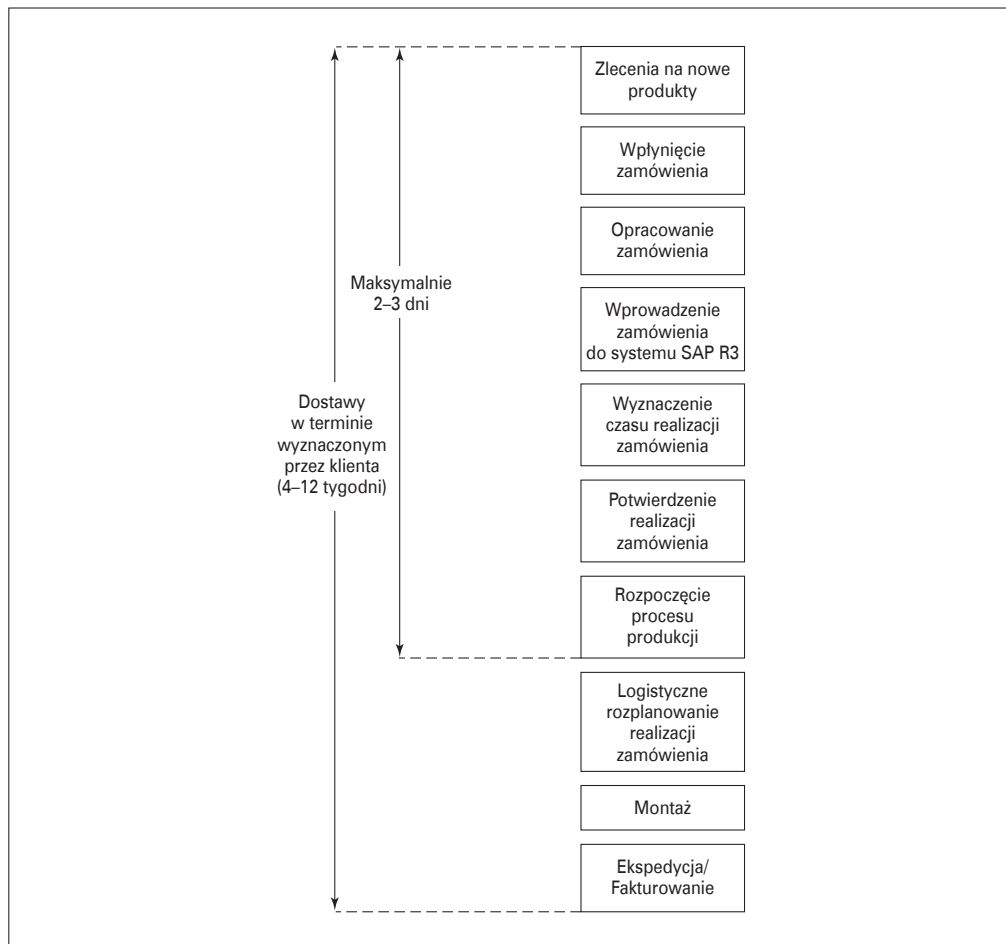 Zlecenia na nowe
produkty
Wpłynięcie
zamówienia
Opracowanie
zamówienia
Maksymalnie
2–3 dni
Wprowadzenie
zamówienia
do systemu SAP R3
Dostawy
w terminie
wyznaczonym
przez klienta
(4–12 tygodni)
Wyznaczenie
czasu realizacji
zamówienia
Potwierdzenie
realizacji
zamówienia
Rozpoczęcie
procesu
produkcji
Logistyczne
rozplanowanie
realizacji
zamówienia
Montaż
Ekspedycja/
Fakturowanie